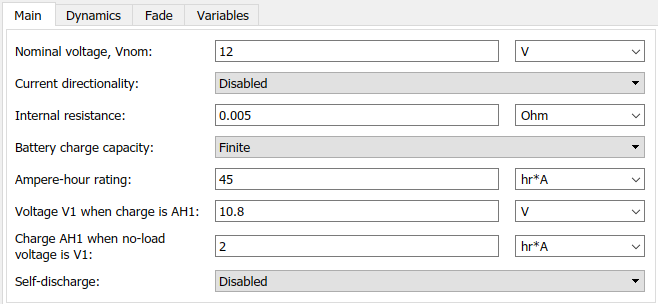 Main Dynamics Fade Variables
Nominal voltage, Vnom: 12 V
Current directionality: Disabled
Internal resistance: 0.005 Ohm
Battery charge capacity: Finite
Ampere-hour rating: 45 hr*A
Voltage V1 when charge is AH1: 10.8 V
Charge AH1 when no-load
voltage is V1: 2 hr*A
Self-discharge: Disabled